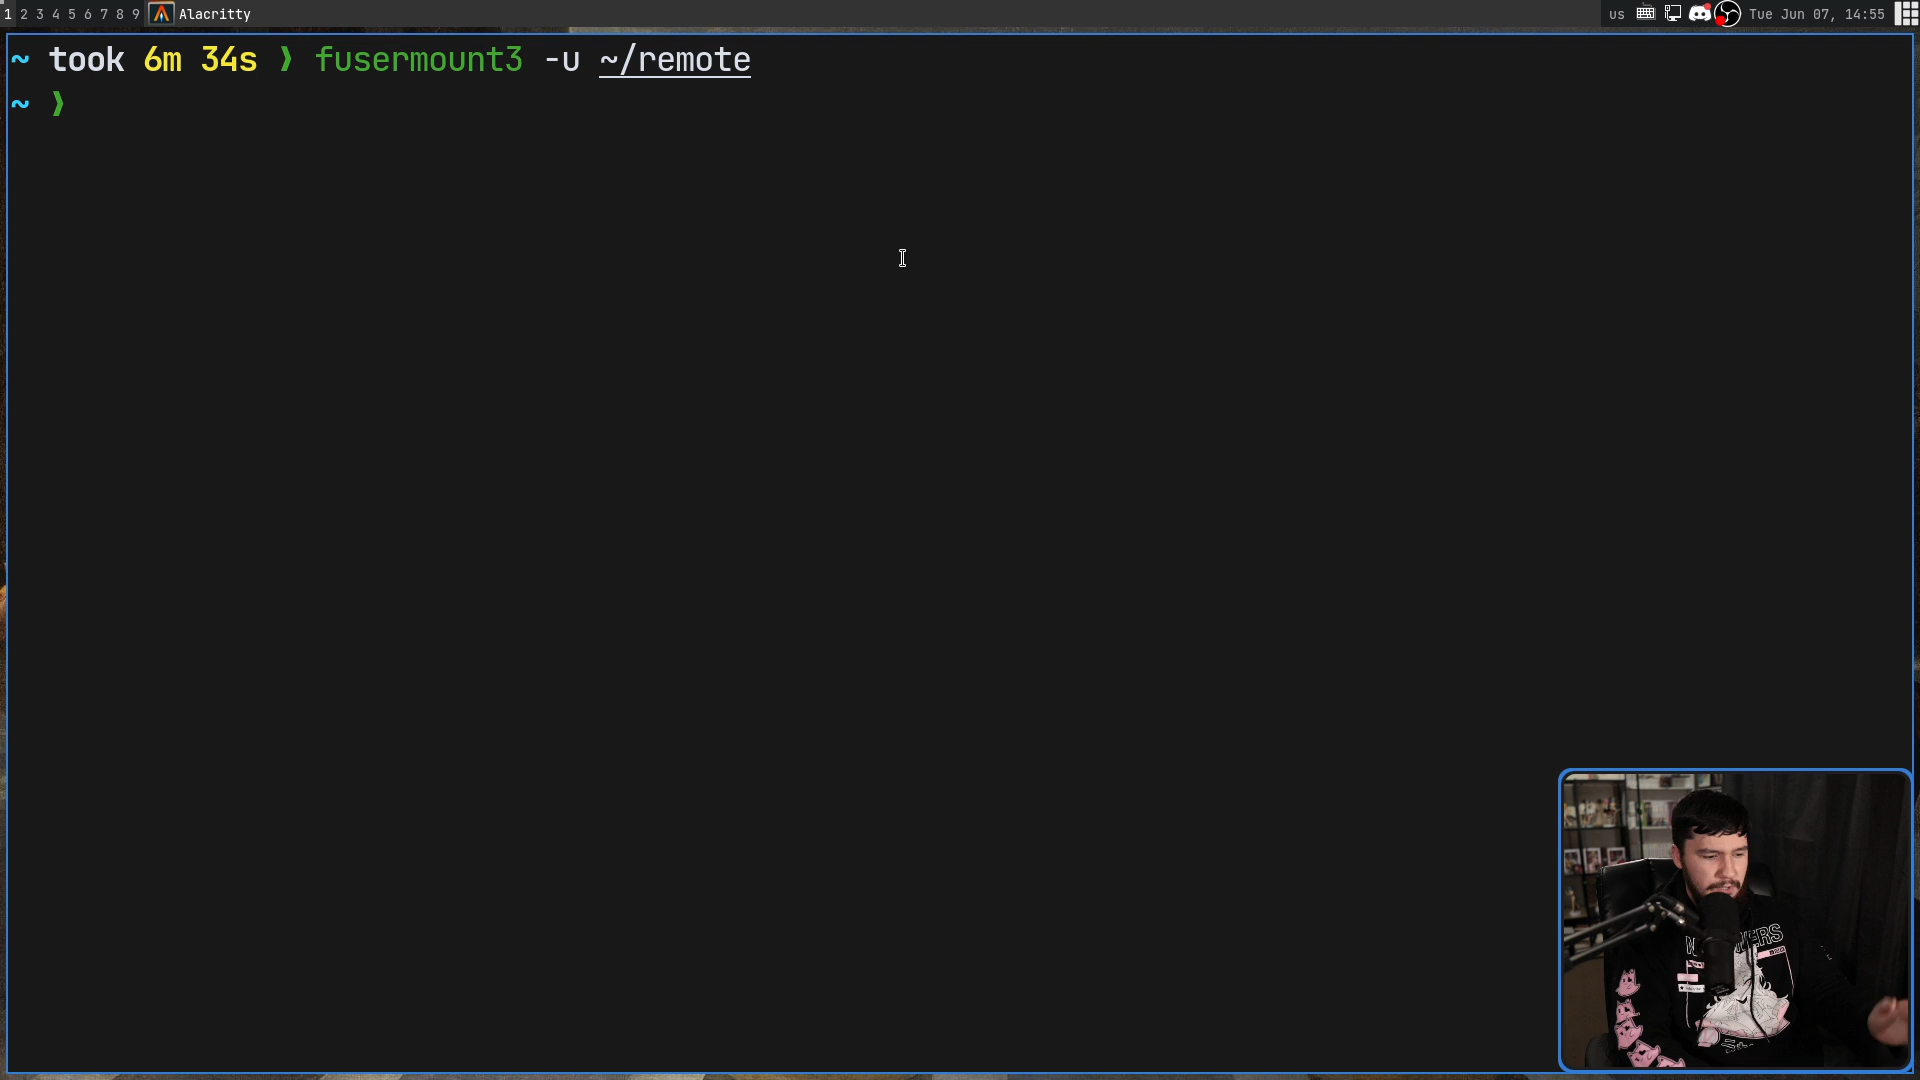 1 2 3 4 5 6 7 8 9 Alacritty us Tue Jun 07, 14:55
~ took 6m 34s ❯ fusermount3 -u ~/remote
~ ❯